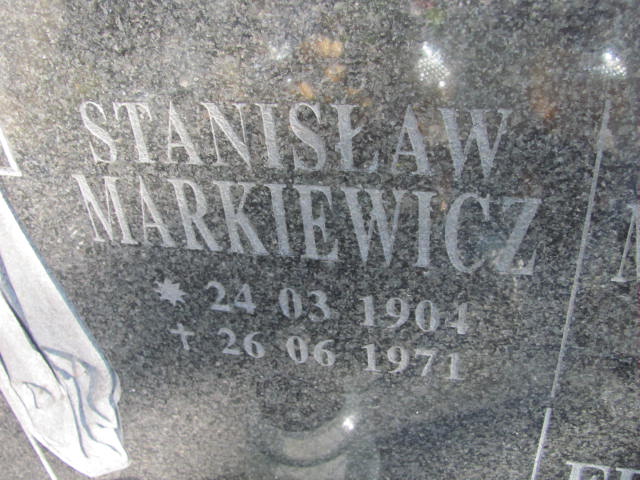 STANISŁAW
MARKIEWICZ
* 24 03 1904
+ 26 06 1971